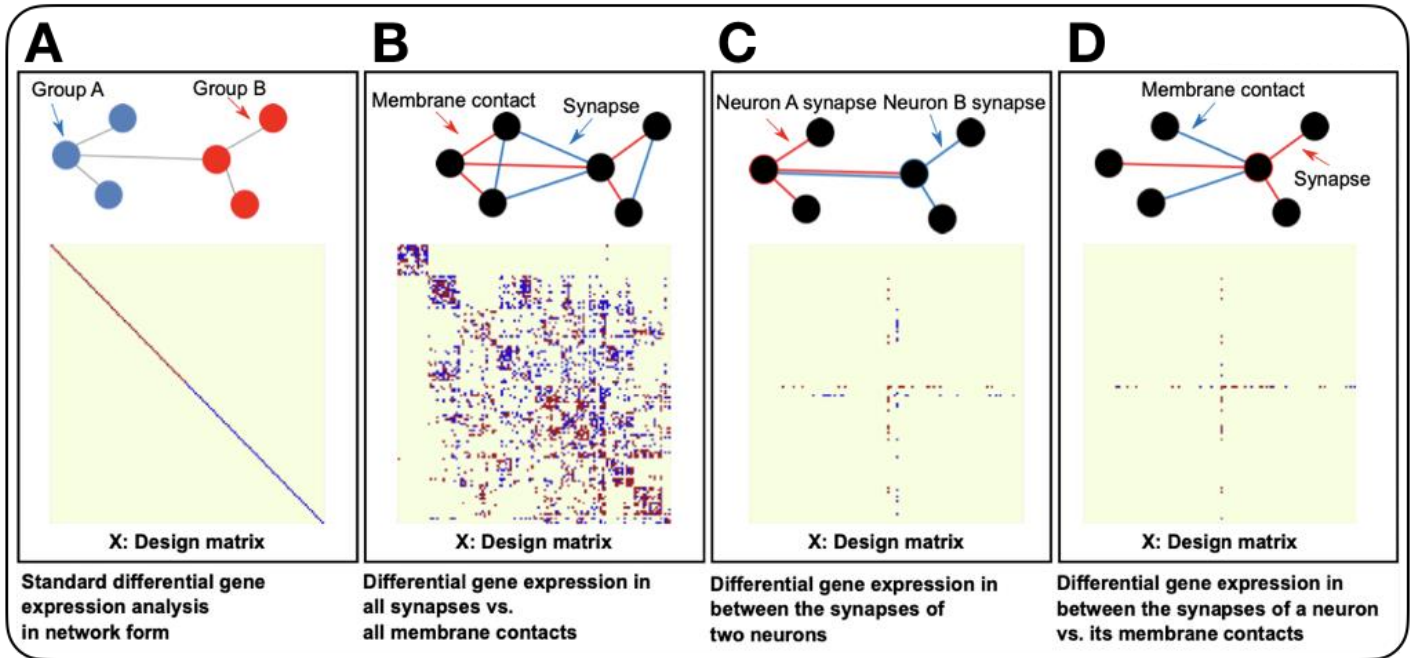 A
Group A
Group B
X: Design matrix
Standard differential gene
expression analysis
in network form
B
Membrane contact
Synapse
X: Design matrix
Differential gene expression in
all synapses vs.
all membrane contacts
C
Neuron A synapse
Neuron B synapse
X: Design matrix
Differential gene expression in
between the synapses of
two neurons
D
Membrane contact
Synapse
X: Design matrix
Differential gene expression in
between the synapses of a neuron
vs. its membrane contacts